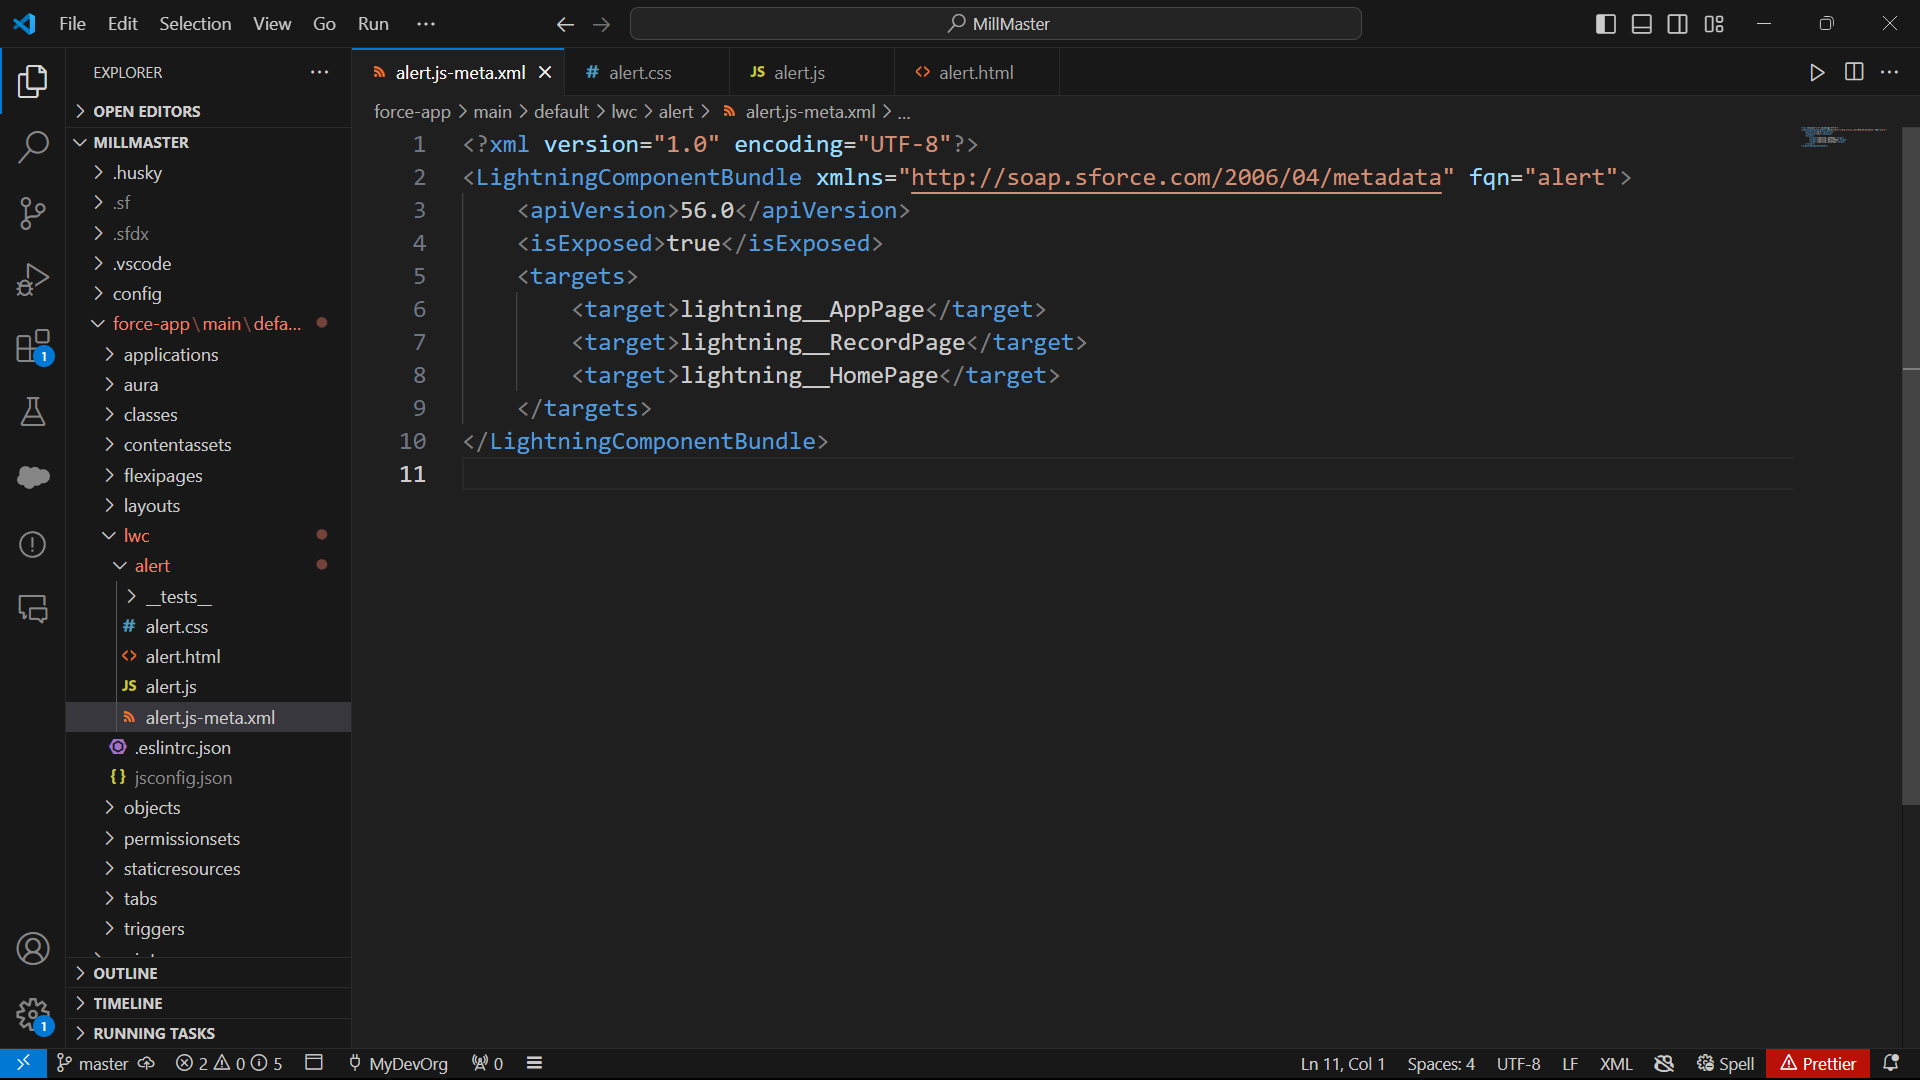 File Edit Selection View Go Run ···
MillMaster
EXPLORER ···
OPEN EDITORS
MILLMASTER
.husky
.sf
.sfdx
.vscode
config
force-app\main\defa...
applications
aura
classes
contentassets
flexipages
layouts
lwc
alert
__tests__
alert.css
alert.html
alert.js
alert.js-meta.xml
.eslintrc.json
jsconfig.json
objects
permissionsets
staticresources
tabs
triggers
OUTLINE
TIMELINE
RUNNING TASKS
1
1
alert.js-meta.xml # alert.css JS alert.js <> alert.html
force-app > main > default > lwc > alert > alert.js-meta.xml > ...
1 <?xml version="1.0" encoding="UTF-8"?>
2 <LightningComponentBundle xmlns="http://soap.sforce.com/2006/04/metadata" fqn="alert">
3 <apiVersion>56.0</apiVersion>
4 <isExposed>true</isExposed>
5 <targets>
6 <target>lightning__AppPage</target>
7 <target>lightning__RecordPage</target>
8 <target>lightning__HomePage</target>
9 </targets>
10 </LightningComponentBundle>
11
master 2 0 5 MyDevOrg 0 Ln 11, Col 1 Spaces: 4 UTF-8 LF XML Spell Prettier